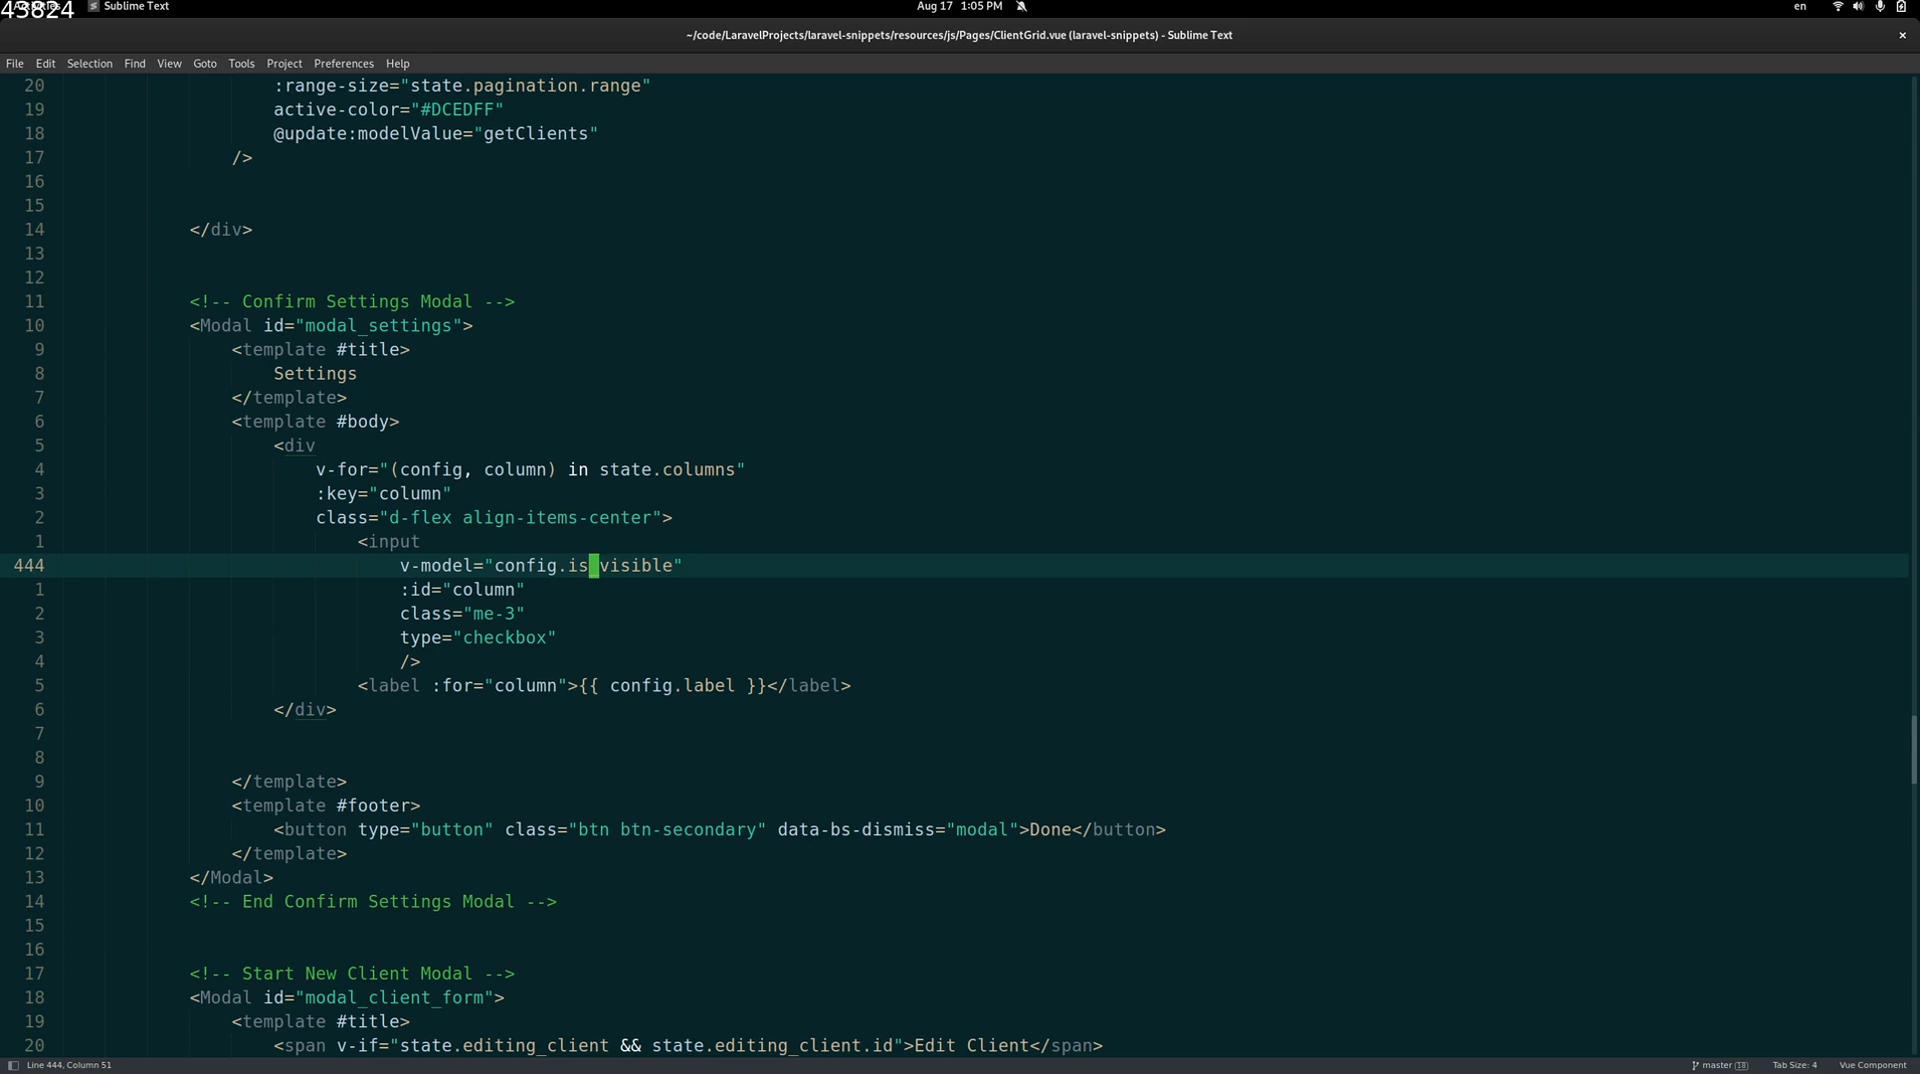 43824
Sublime Text
Aug 17 1:05 PM
en
~/code/LaravelProjects/laravel-snippets/resources/js/Pages/ClientGrid.vue (laravel-snippets) - Sublime Text
File Edit Selection Find View Goto Tools Project Preferences Help
20 :range-size="state.pagination.range"
19 active-color="#DCEDFF"
18 @update:modelValue="getClients"
17 />
16
15
14 </div>
13
12
11 <!-- Confirm Settings Modal -->
10 <Modal id="modal_settings">
9 <template #title>
8 Settings
7 </template>
6 <template #body>
5 <div
4 v-for="(config, column) in state.columns"
3 :key="column"
2 class="d-flex align-items-center">
1 <input
444 v-model="config.is_visible"
1 :id="column"
2 class="me-3"
3 type="checkbox"
4 />
5 <label :for="column">{{ config.label }}</label>
6 </div>
7
8
9 </template>
10 <template #footer>
11 <button type="button" class="btn btn-secondary" data-bs-dismiss="modal">Done</button>
12 </template>
13 </Modal>
14 <!-- End Confirm Settings Modal -->
15
16
17 <!-- Start New Client Modal -->
18 <Modal id="modal_client_form">
19 <template #title>
20 <span v-if="state.editing_client && state.editing_client.id">Edit Client</span>
Line 444, Column 51
master 18
Tab Size: 4
Vue Component